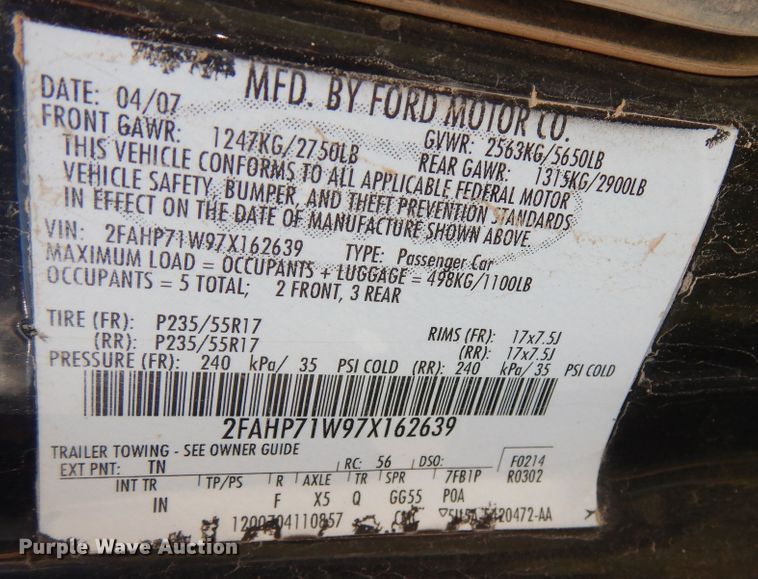 MFD. BY FORD MOTOR CO.
DATE: 04/07
GVWR: 2563KG/5650LB
FRONT GAWR: 1247KG/2750LB
REAR GAWR: 1315KG/2900LB
THIS VEHICLE CONFORMS TO ALL APPLICABLE FEDERAL MOTOR
VEHICLE SAFETY, BUMPER, AND THEFT PREVENTION STANDARDS
IN EFFECT ON THE DATE OF MANUFACTURE SHOWN ABOVE.
VIN: 2FAHP71W97X162639 TYPE: Passenger Car
MAXIMUM LOAD = OCCUPANTS + LUGGAGE = 498KG/1100LB
OCCUPANTS = 5 TOTAL; 2 FRONT, 3 REAR
TIRE (FR): P235/55R17 RIMS (FR): 17x7.5J
(RR): P235/55R17 (RR): 17x7.5J
PRESSURE (FR): 240 kPa/ 35 PSI COLD (RR): 240 kPa/ 35 PSI COLD
2FAHP71W97X162639
TRAILER TOWING - SEE OWNER GUIDE
EXT PNT: TN RC: 56 DSO: F0214
INT TR TP/PS R AXLE TR SPR 7FB1P R0302
IN F X5 Q GG55 POA
1200704110857
Purple Wave Auction